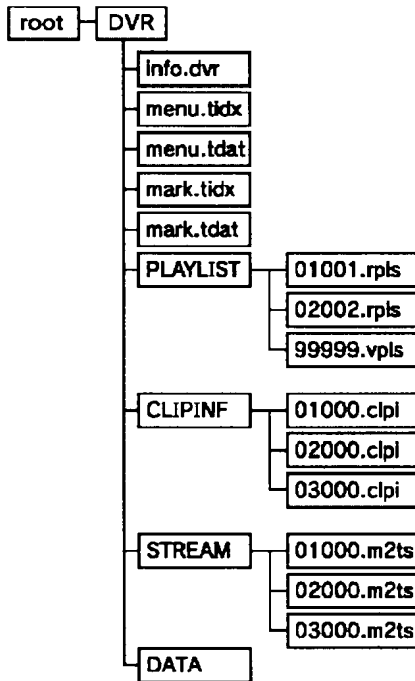 root DVR
info.dvr
menu.tidx
menu.tdat
mark.tidx
mark.tdat
PLAYLIST 01001.rpls
02002.rpls
99999.vpls
CLIPINF 01000.clpi
02000.clpi
03000.clpi
STREAM 01000.m2ts
02000.m2ts
03000.m2ts
DATA